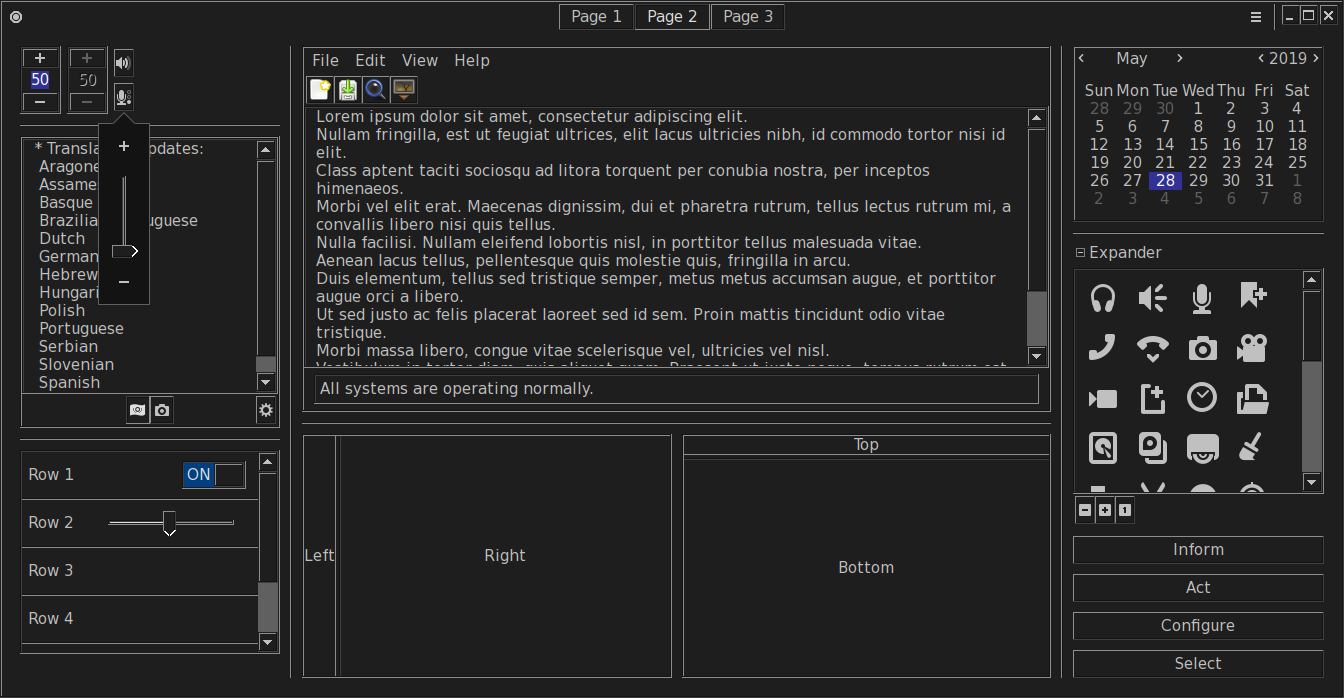 Page 1 Page 2 Page 3
50 50
* Transla pdates:
Aragone
Assame
Basque
Brazilia uguese
Dutch
German
Hebrew
Hungari
Polish
Portuguese
Serbian
Slovenian
Spanish
Row 1 ON
Row 2
Row 3
Row 4
File Edit View Help
Lorem ipsum dolor sit amet, consectetur adipiscing elit.
Nullam fringilla, est ut feugiat ultrices, elit lacus ultricies nibh, id commodo tortor nisi id
elit.
Class aptent taciti sociosqu ad litora torquent per conubia nostra, per inceptos
himenaeos.
Morbi vel elit erat. Maecenas dignissim, dui et pharetra rutrum, tellus lectus rutrum mi, a
convallis libero nisi quis tellus.
Nulla facilisi. Nullam eleifend lobortis nisl, in porttitor tellus malesuada vitae.
Aenean lacus tellus, pellentesque quis molestie quis, fringilla in arcu.
Duis elementum, tellus sed tristique semper, metus metus accumsan augue, et porttitor
augue orci a libero.
Ut sed justo ac felis placerat laoreet sed id sem. Proin mattis tincidunt odio vitae
tristique.
Morbi massa libero, congue vitae scelerisque vel, ultricies vel nisl.
All systems are operating normally.
Left Right
Top
Bottom
May 2019
Sun Mon Tue Wed Thu Fri Sat
28 29 30 1 2 3 4
5 6 7 8 9 10 11
12 13 14 15 16 17 18
19 20 21 22 23 24 25
26 27 28 29 30 31 1
2 3 4 5 6 7 8
Expander
1
Inform
Act
Configure
Select